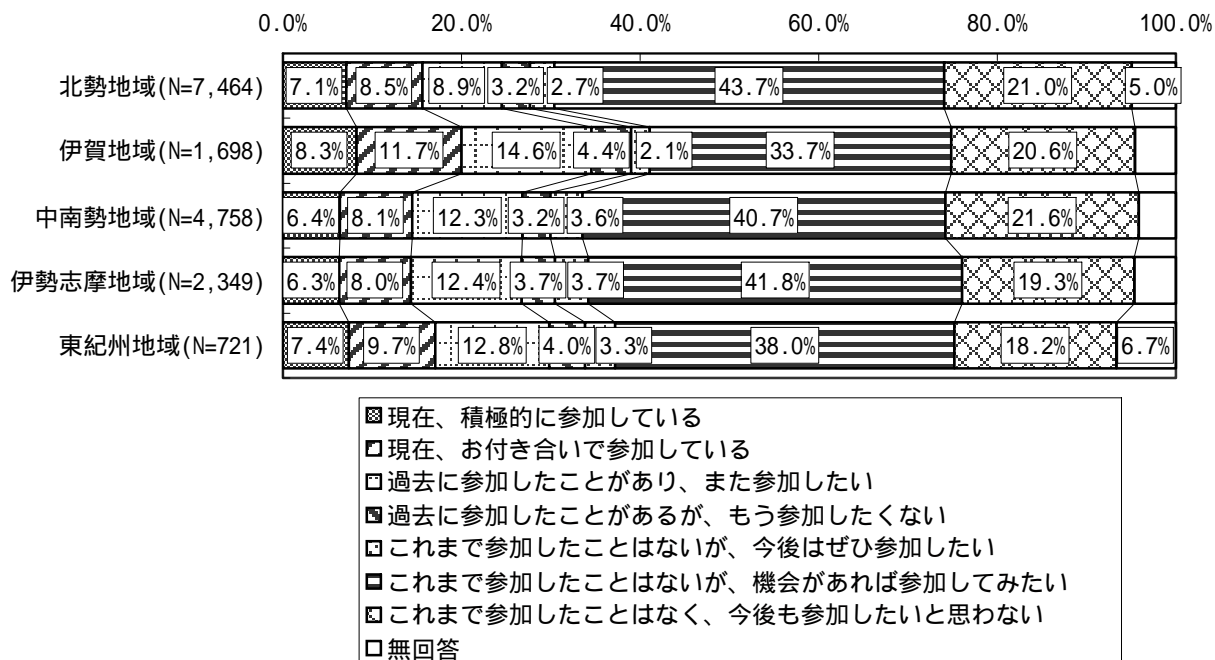 0.0% 20.0% 40.0% 60.0% 80.0% 100.0%
北勢地域(N=7,464) 7.1% 8.5% 8.9% 3.2% 2.7% 43.7% 21.0% 5.0%
伊賀地域(N=1,698) 8.3% 11.7% 14.6% 4.4% 2.1% 33.7% 20.6%
中南勢地域(N=4,758) 6.4% 8.1% 12.3% 3.2% 3.6% 40.7% 21.6%
伊勢志摩地域(N=2,349) 6.3% 8.0% 12.4% 3.7% 3.7% 41.8% 19.3%
東紀州地域(N=721) 7.4% 9.7% 12.8% 4.0% 3.3% 38.0% 18.2% 6.7%
現在、積極的に参加している
現在、お付き合いで参加している
過去に参加したことがあり、また参加したい
過去に参加したことがあるが、もう参加したくない
これまで参加したことはないが、今後はぜひ参加したい
これまで参加したことはないが、機会があれば参加してみたい
これまで参加したことはなく、今後も参加したいと思わない
無回答